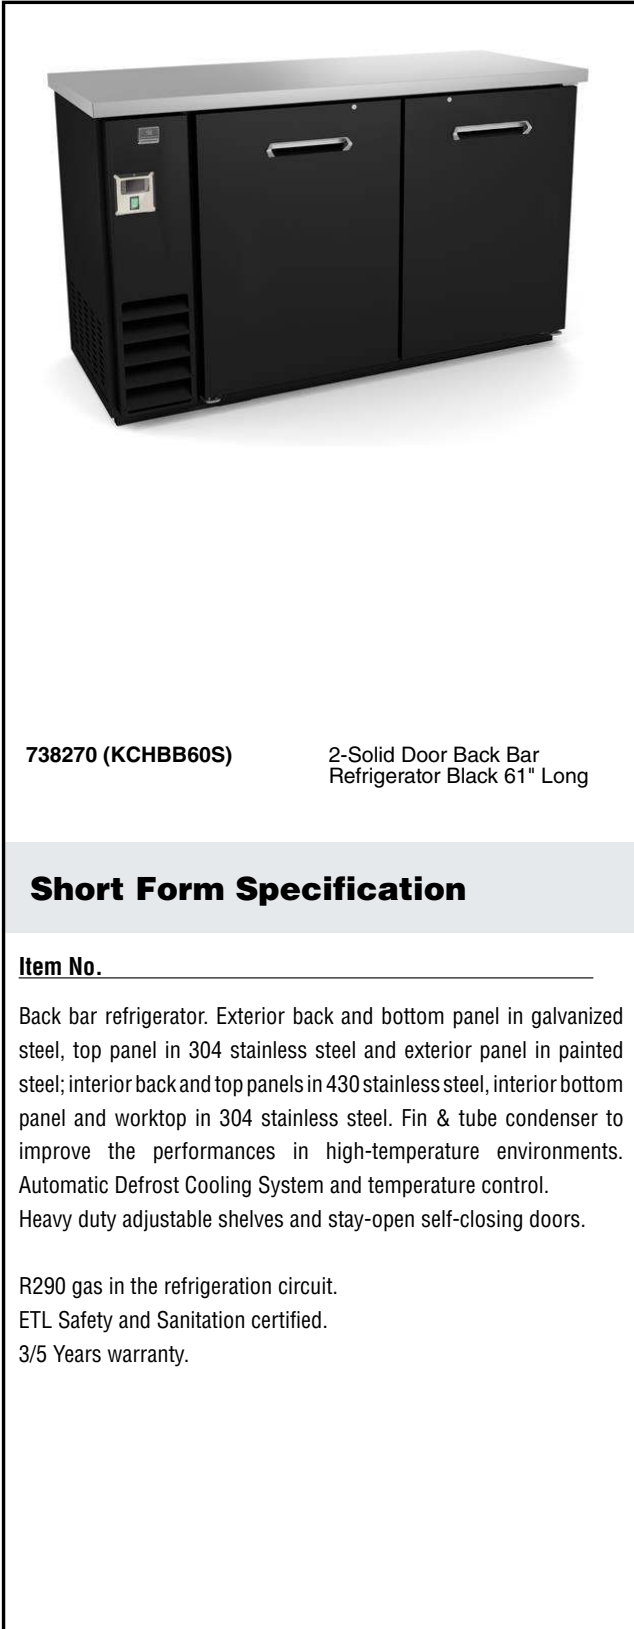 738270 (KCHBB60S)
2-Solid Door Back Bar
Refrigerator Black 61" Long
Short Form Specification
Item No.
Back bar refrigerator. Exterior back and bottom panel in galvanized
steel, top panel in 304 stainless steel and exterior panel in painted
steel; interior back and top panels in 430 stainless steel, interior bottom
panel and worktop in 304 stainless steel. Fin & tube condenser to
improve the performances in high-temperature environments.
Automatic Defrost Cooling System and temperature control.
Heavy duty adjustable shelves and stay-open self-closing doors.
R290 gas in the refrigeration circuit.
ETL Safety and Sanitation certified.
3/5 Years warranty.